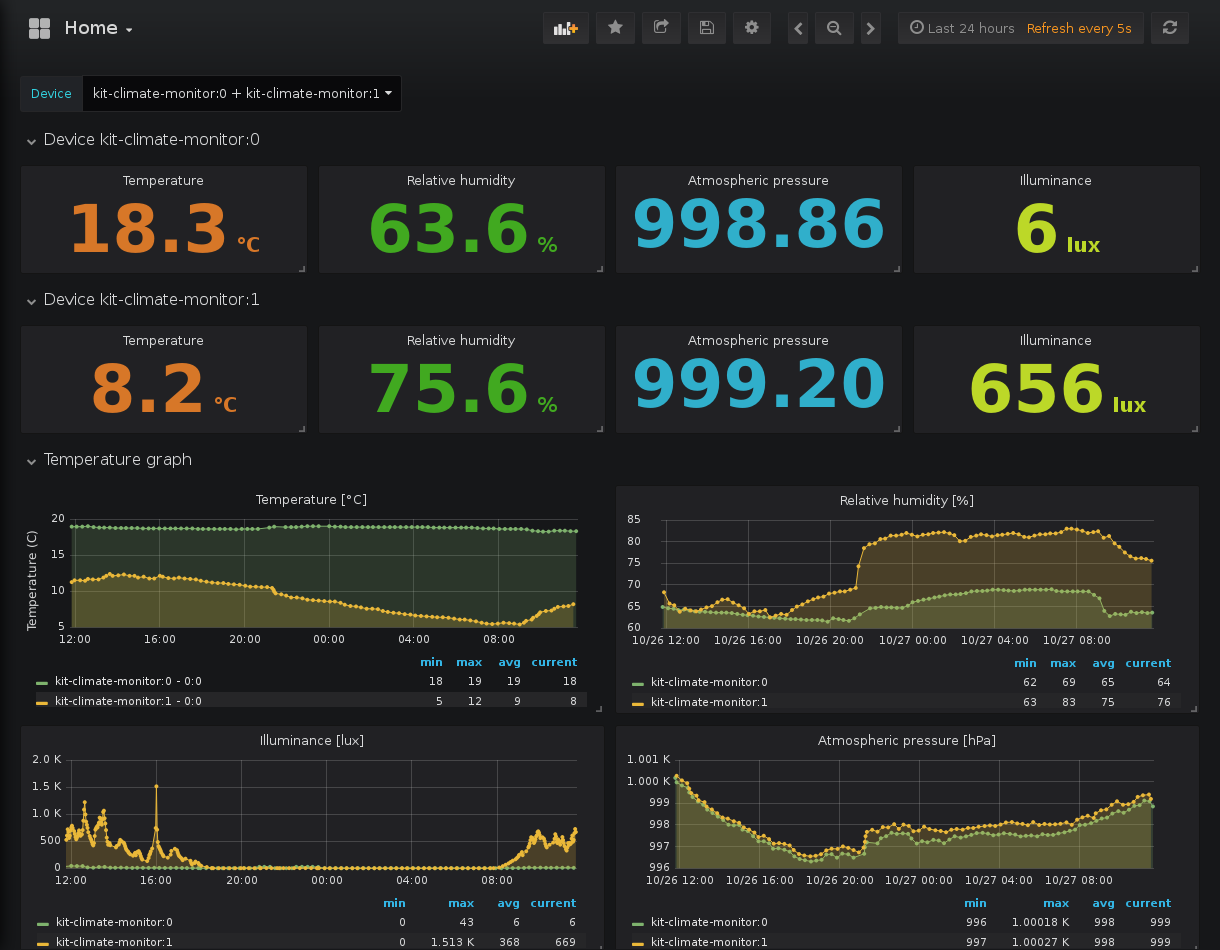 Home
Last 24 hours Refresh every 5s
Device kit-climate-monitor:0 + kit-climate-monitor:1
Device kit-climate-monitor:0
Temperature Relative humidity Atmospheric pressure Illuminance
18.3 °C 63.6 % 998.86 6 lux
Device kit-climate-monitor:1
Temperature Relative humidity Atmospheric pressure Illuminance
8.2 °C 75.6 % 999.20 656 lux
Temperature graph
Temperature [°C]
Temperature (C)
20
15
10
5
12:00 16:00 20:00 00:00 04:00 08:00
min max avg current
kit-climate-monitor:0 - 0:0 18 19 19 18
kit-climate-monitor:1 - 0:0 5 12 9 8
Relative humidity [%]
85
80
75
70
65
60
10/26 12:00 10/26 16:00 10/26 20:00 10/27 00:00 10/27 04:00 10/27 08:00
min max avg current
kit-climate-monitor:0 62 69 65 64
kit-climate-monitor:1 63 83 75 76
Illuminance [lux]
2.0 K
1.5 K
1.0 K
500
0
12:00 16:00 20:00 00:00 04:00 08:00
min max avg current
kit-climate-monitor:0 0 43 6 6
kit-climate-monitor:1 0 1.513 K 368 669
Atmospheric pressure [hPa]
1.001 K
1.000 K
999
998
997
996
10/26 12:00 10/26 16:00 10/26 20:00 10/27 00:00 10/27 04:00 10/27 08:00
min max avg current
kit-climate-monitor:0 996 1.00018 K 998 999
kit-climate-monitor:1 997 1.00027 K 998 999